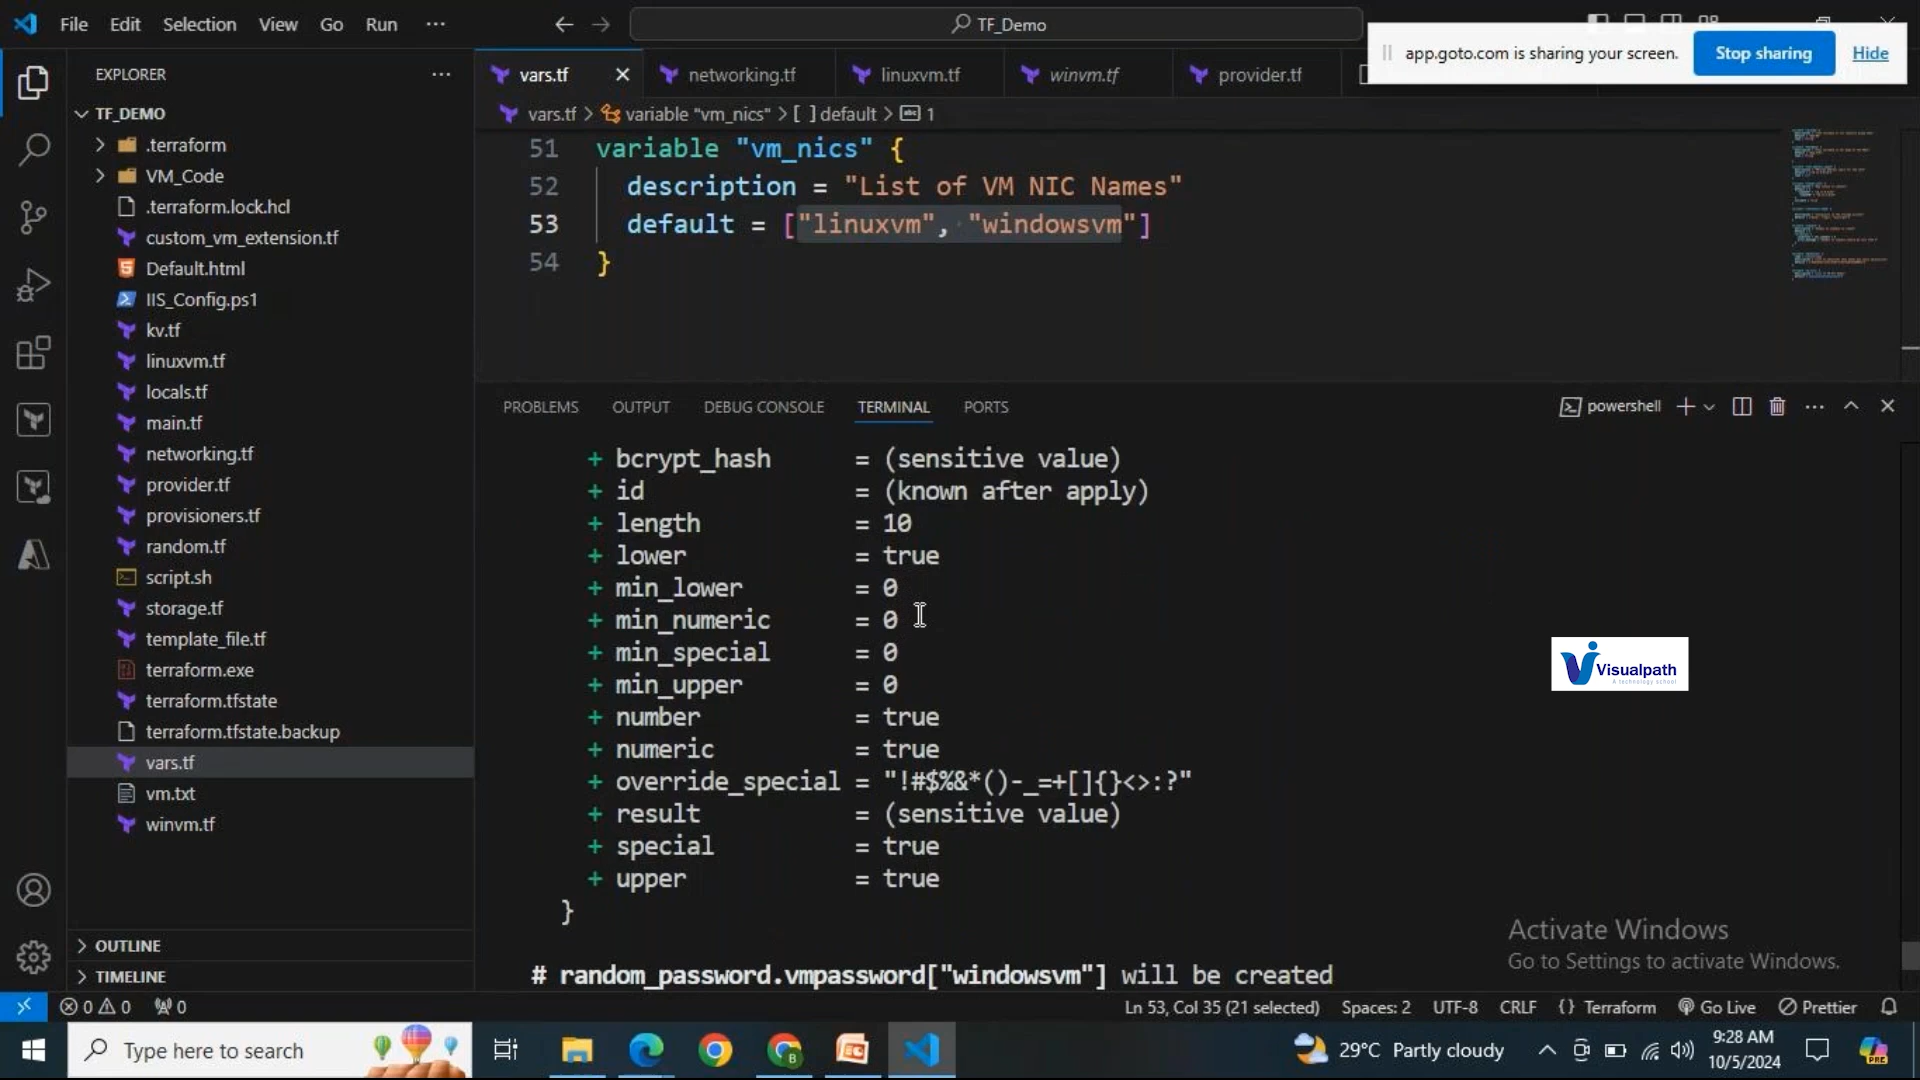 File Edit Selection View Go Run ···
TF_Demo
app.goto.com is sharing your screen. Stop sharing Hide
EXPLORER
vars.tf networking.tf linuxvm.tf winvm.tf provider.tf
TF_DEMO
.terraform
VM_Code
.terraform.lock.hcl
custom_vm_extension.tf
Default.html
IIS_Config.ps1
kv.tf
linuxvm.tf
locals.tf
main.tf
networking.tf
provider.tf
provisioners.tf
random.tf
script.sh
storage.tf
template_file.tf
terraform.exe
terraform.tfstate
terraform.tfstate.backup
vars.tf
vm.txt
winvm.tf
OUTLINE
TIMELINE
vars.tf > variable "vm_nics" > [ ] default > abc 1
51 variable "vm_nics" {
52 description = "List of VM NIC Names"
53 default = ["linuxvm", "windowsvm"]
54 }
PROBLEMS OUTPUT DEBUG CONSOLE TERMINAL PORTS
powershell
+ bcrypt_hash = (sensitive value)
+ id = (known after apply)
+ length = 10
+ lower = true
+ min_lower = 0
+ min_numeric = 0
+ min_special = 0
+ min_upper = 0
+ number = true
+ numeric = true
+ override_special = "!#$%&*()-_=+[]{}<>:?"
+ result = (sensitive value)
+ special = true
+ upper = true
}
# random_password.vmpassword["windowsvm"] will be created
Visualpath
A technology school
Activate Windows
Go to Settings to activate Windows.
0 0 0
Ln 53, Col 35 (21 selected) Spaces: 2 UTF-8 CRLF {} Terraform Go Live Prettier
Type here to search
B
29°C Partly cloudy
9:28 AM
10/5/2024
PRE